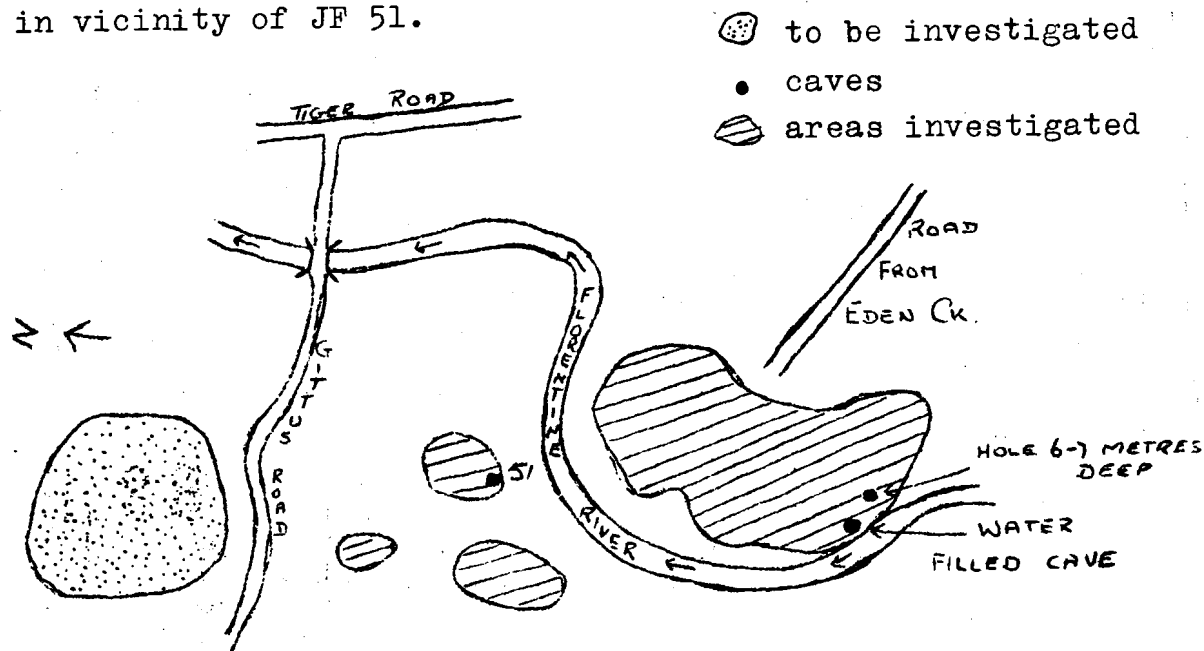 in vicinity of JF 51.
to be investigated
caves
areas investigated
TIGER ROAD
ROAD
FROM
EDEN CK.
N
FLORENTINE
RIVER
GITTUS ROAD
51
HOLE 6-7 METRES
DEEP
WATER
FILLED CAVE